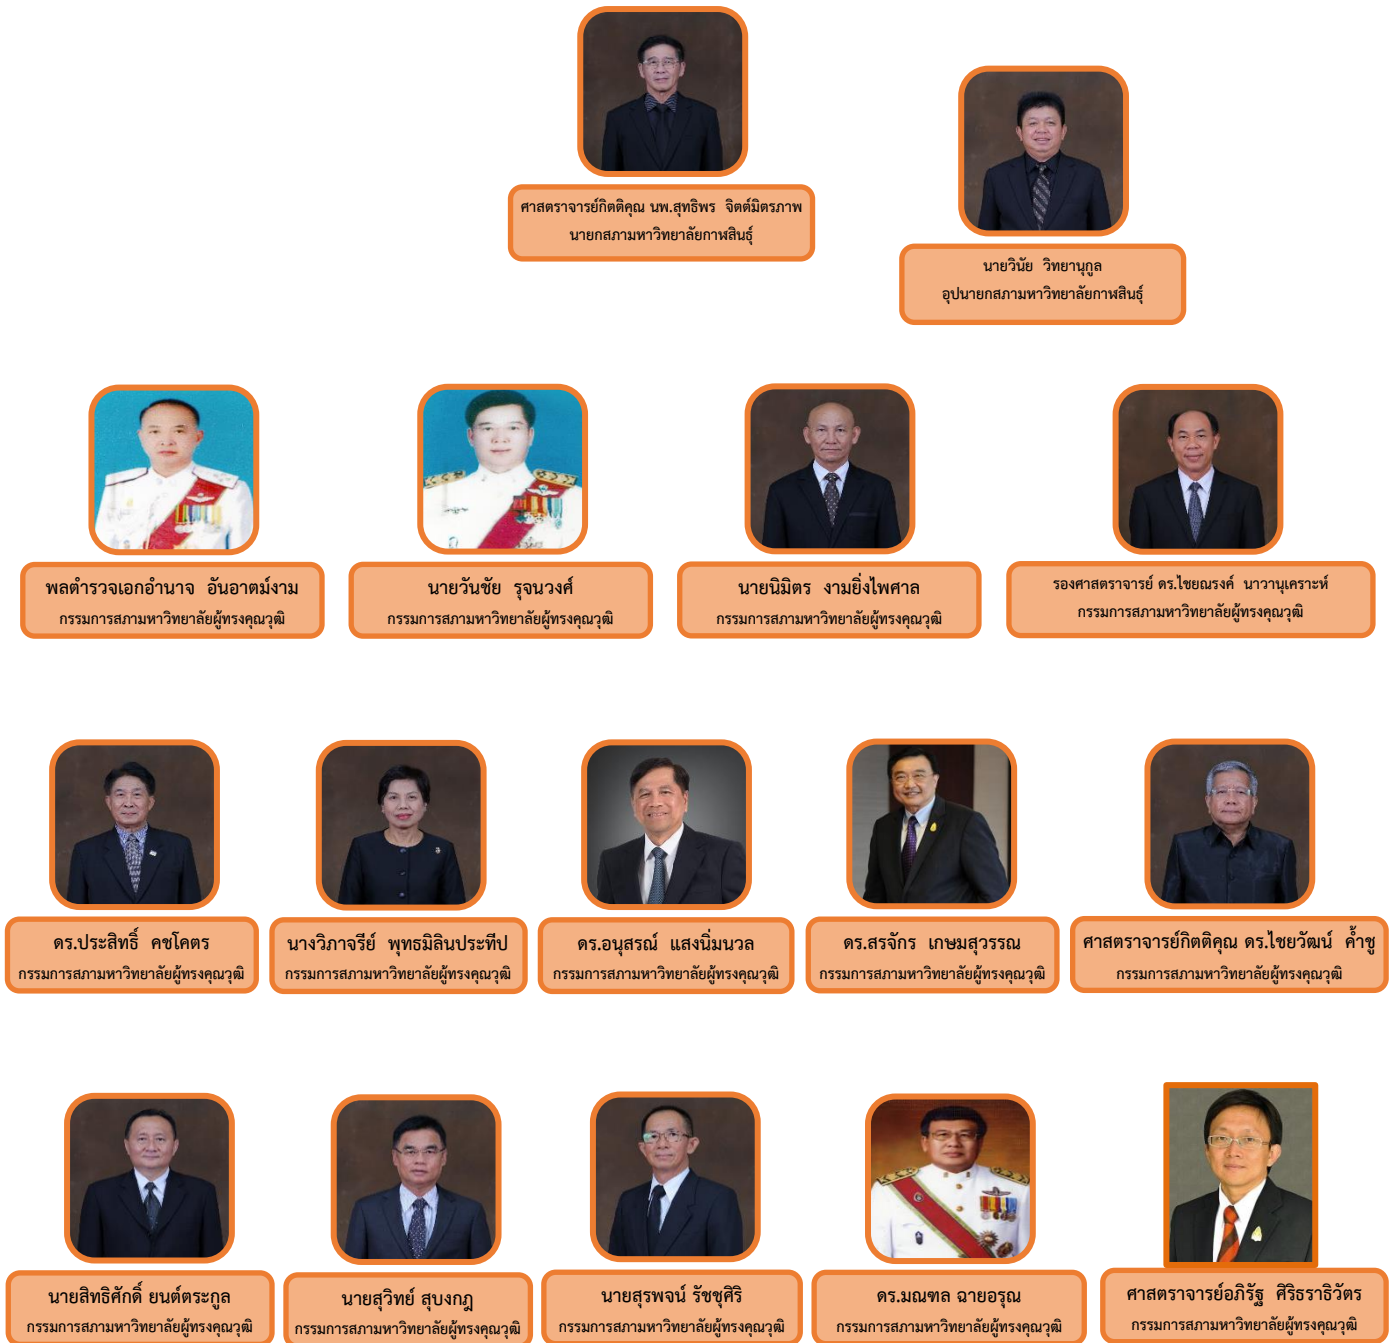 ศาสตราจารย์กิตติคุณ นพ.สุทธิพร จิตต์มิตรภาพ
นายกสภามหาวิทยาลัยกาฬสินธุ์
นายวินัย วิทยานุกูล
อุปนายกสภามหาวิทยาลัยกาฬสินธุ์
พลตำรวจเอกอำนาจ อันอาตม์งาม
กรรมการสภามหาวิทยาลัยผู้ทรงคุณวุฒิ
นายวันชัย รุจนวงศ์
กรรมการสภามหาวิทยาลัยผู้ทรงคุณวุฒิ
นายนิมิตร งามยิ่งไพศาล
กรรมการสภามหาวิทยาลัยผู้ทรงคุณวุฒิ
รองศาสตราจารย์ ดร.ไชยณรงค์ นาวานุเคราะห์
กรรมการสภามหาวิทยาลัยผู้ทรงคุณวุฒิ
ดร.ประสิทธิ์ คชโคตร
กรรมการสภามหาวิทยาลัยผู้ทรงคุณวุฒิ
นางวิภาจรีย์ พุทธมิลินประทีป
กรรมการสภามหาวิทยาลัยผู้ทรงคุณวุฒิ
ดร.อนุสรณ์ แสงนิ่มนวล
กรรมการสภามหาวิทยาลัยผู้ทรงคุณวุฒิ
ดร.สรจักร เกษมสุวรรณ
กรรมการสภามหาวิทยาลัยผู้ทรงคุณวุฒิ
ศาสตราจารย์กิตติคุณ ดร.ไชยวัฒน์ ค้ำชู
กรรมการสภามหาวิทยาลัยผู้ทรงคุณวุฒิ
นายสิทธิศักดิ์ ยนต์ตระกูล
กรรมการสภามหาวิทยาลัยผู้ทรงคุณวุฒิ
นายสุวิทย์ สุบงกฎ
กรรมการสภามหาวิทยาลัยผู้ทรงคุณวุฒิ
นายสุรพจน์ รัชชุศิริ
กรรมการสภามหาวิทยาลัยผู้ทรงคุณวุฒิ
ดร.มณฑล ฉายอรุณ
กรรมการสภามหาวิทยาลัยผู้ทรงคุณวุฒิ
ศาสตราจารย์อภิรัฐ ศิริธราธิวัตร
กรรมการสภามหาวิทยาลัยผู้ทรงคุณวุฒิ